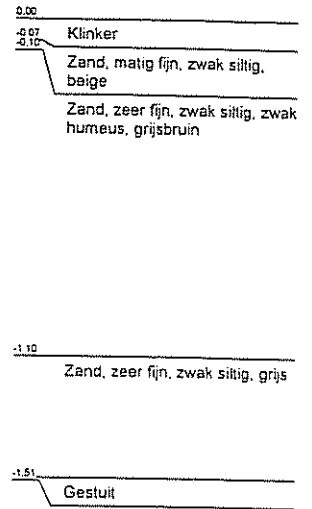 0.00
Klinker
-0.07
-0.10
Zand, matig fijn, zwak siltig,
beige
Zand, zeer fijn, zwak siltig, zwak
humeus, grijsbruin
-1.10
Zand, zeer fijn, zwak siltig, grijs
-1.51
Gestuit